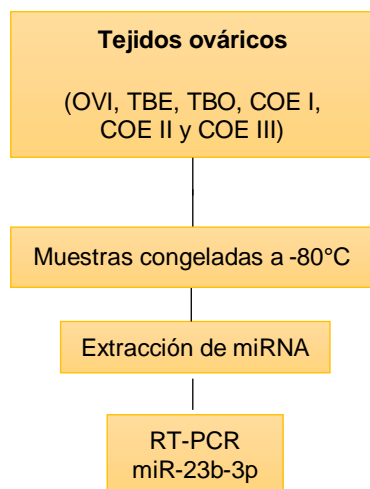 Tejidos ováricos
(OVI, TBE, TBO, COE I,
COE II y COE III)
Muestras congeladas a -80°C
Extracción de miRNA
RT-PCR
miR-23b-3p